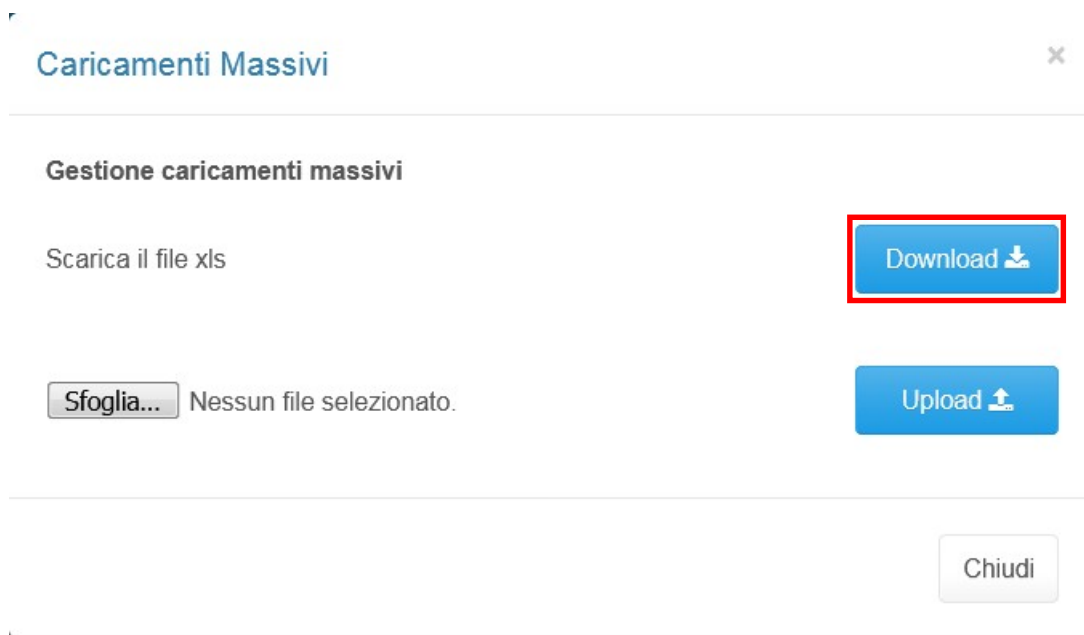 Caricamenti Massivi
×
Gestione caricamenti massivi
Scarica il file xls
Download
Sfoglia... Nessun file selezionato.
Upload
Chiudi